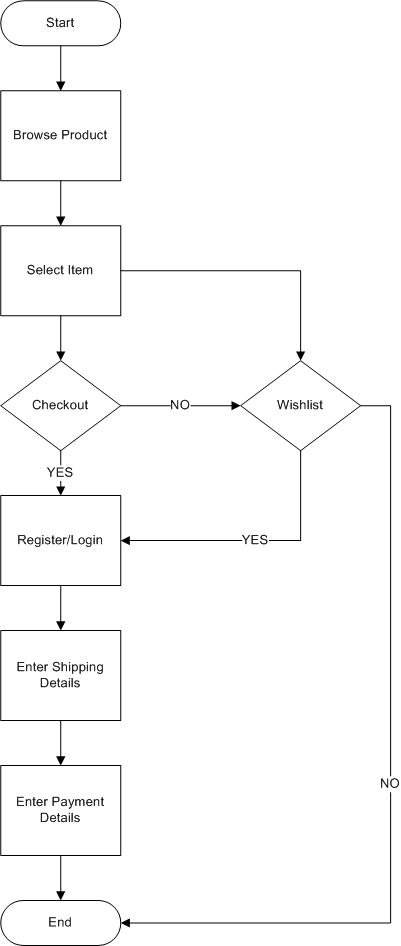 Start
Browse Product
Select Item
Checkout
NO
Wishlist
YES
Register/Login
YES
Enter Shipping
Details
NO
Enter Payment
Details
End